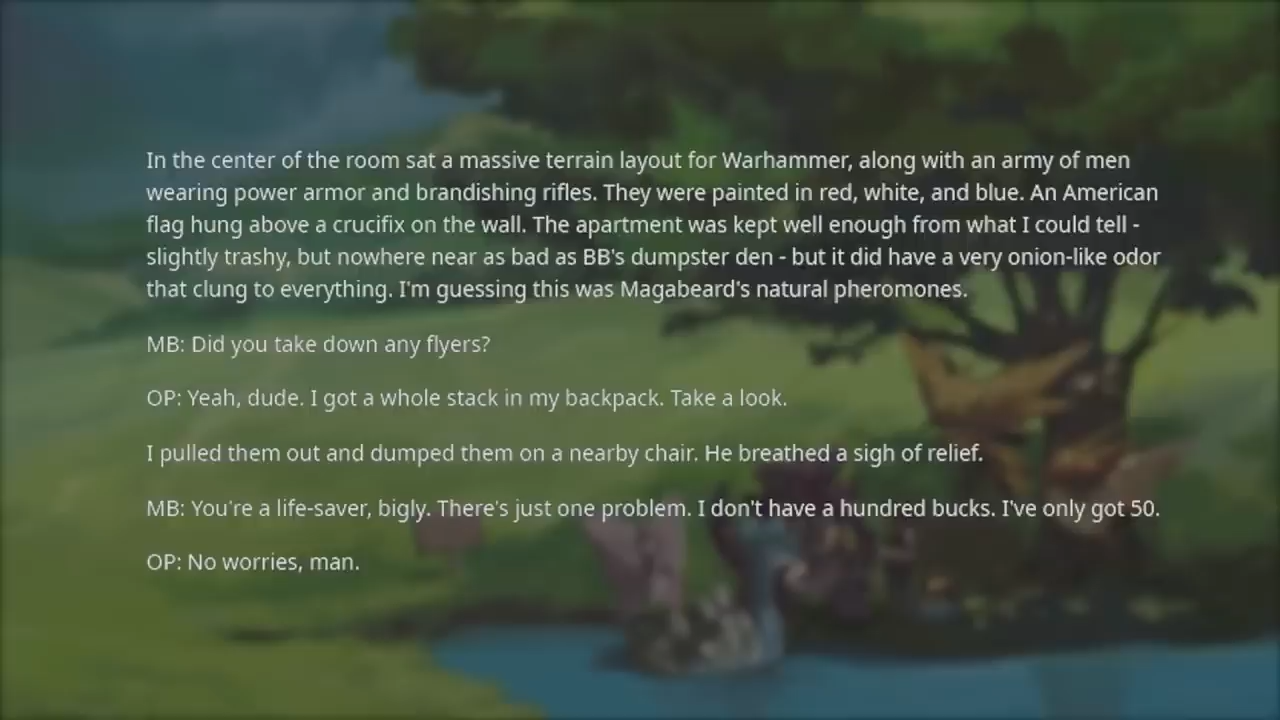 In the center of the room sat a massive terrain layout for Warhammer, along with an army of men
wearing power armor and brandishing rifles. They were painted in red, white, and blue. An American
flag hung above a crucifix on the wall. The apartment was kept well enough from what I could tell -
slightly trashy, but nowhere near as bad as BB's dumpster den - but it did have a very onion-like odor
that clung to everything. I'm guessing this was Magabeard's natural pheromones.
MB: Did you take down any flyers?
OP: Yeah, dude. I got a whole stack in my backpack. Take a look.
I pulled them out and dumped them on a nearby chair. He breathed a sigh of relief.
MB: You're a life-saver, bigly. There's just one problem. I don't have a hundred bucks. I've only got 50.
OP: No worries, man.